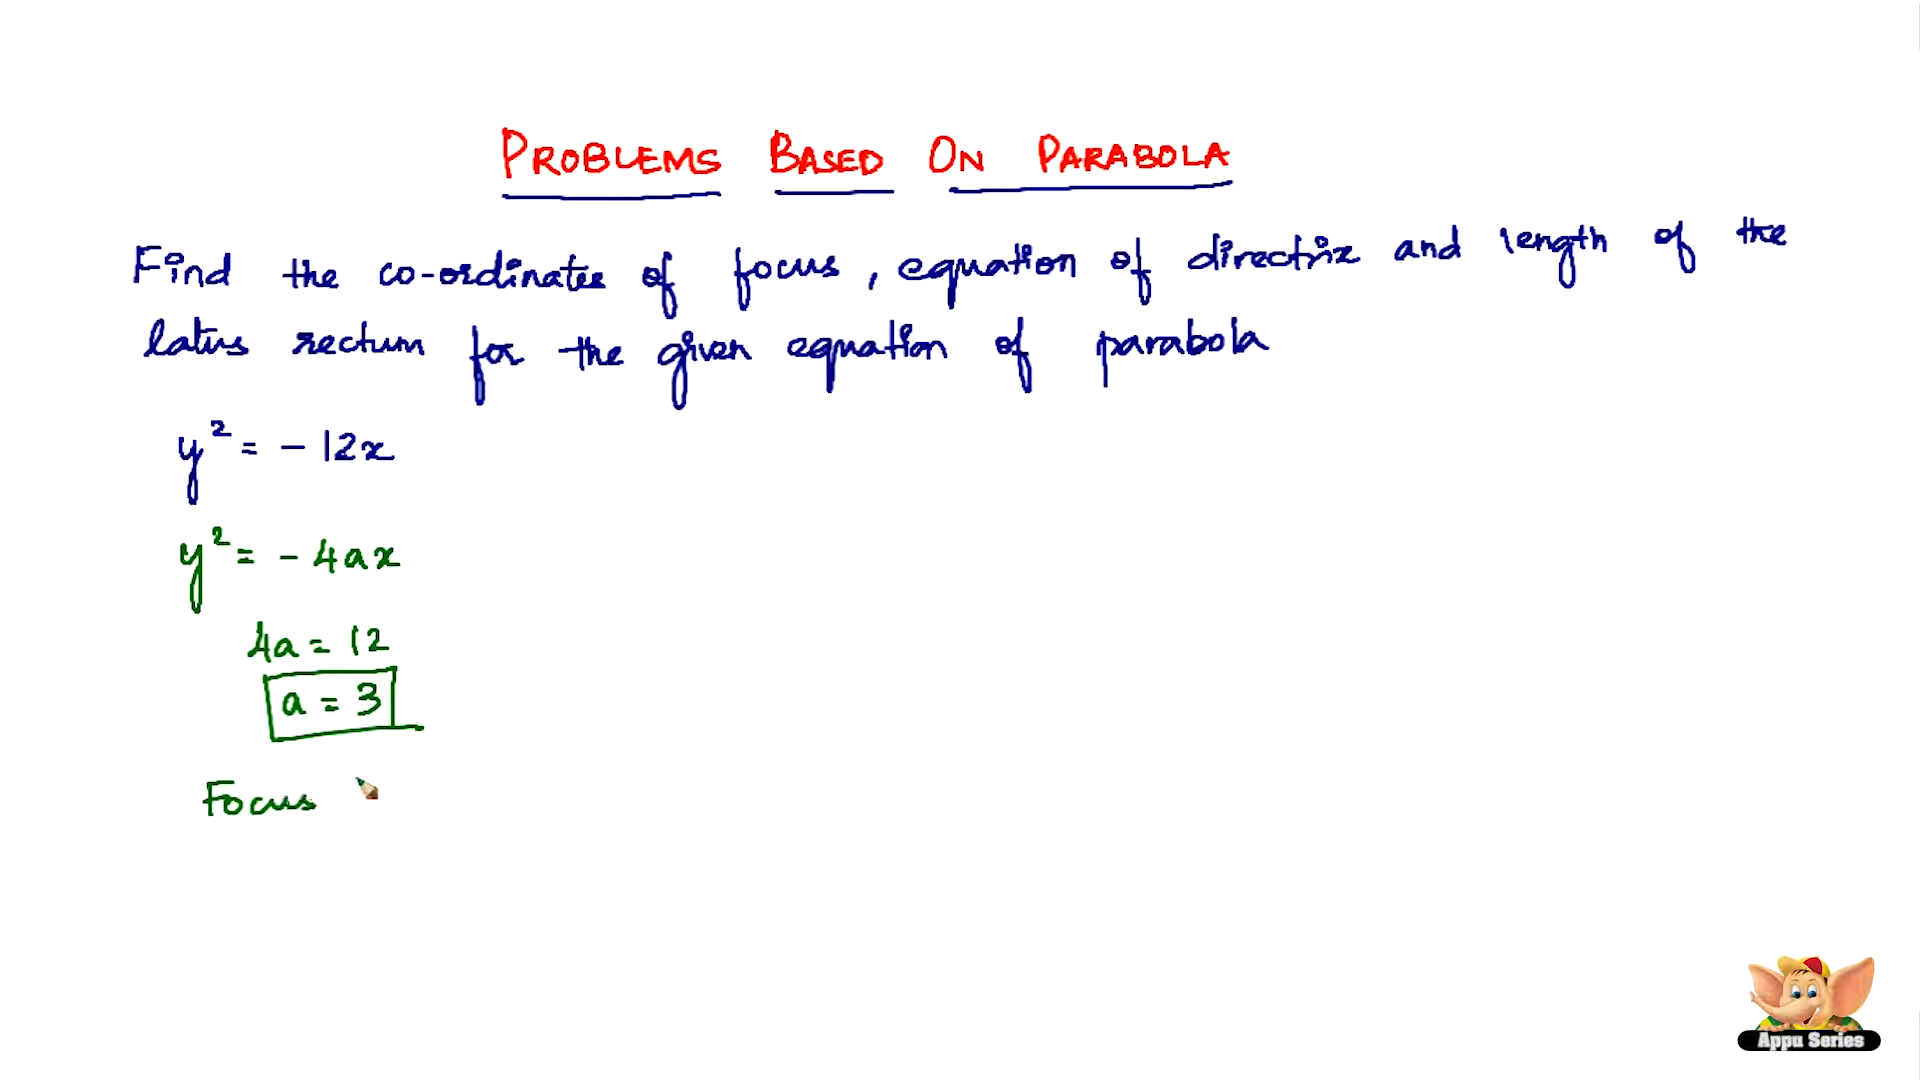 PROBLEMS BASED ON PARABOLA
Find the co-ordinates of focus, equation of directrix and length of the
latus rectum for the given equation of parabola
y² = - 12x
y² = - 4ax
4a = 12
a = 3
Focus
Appu Series